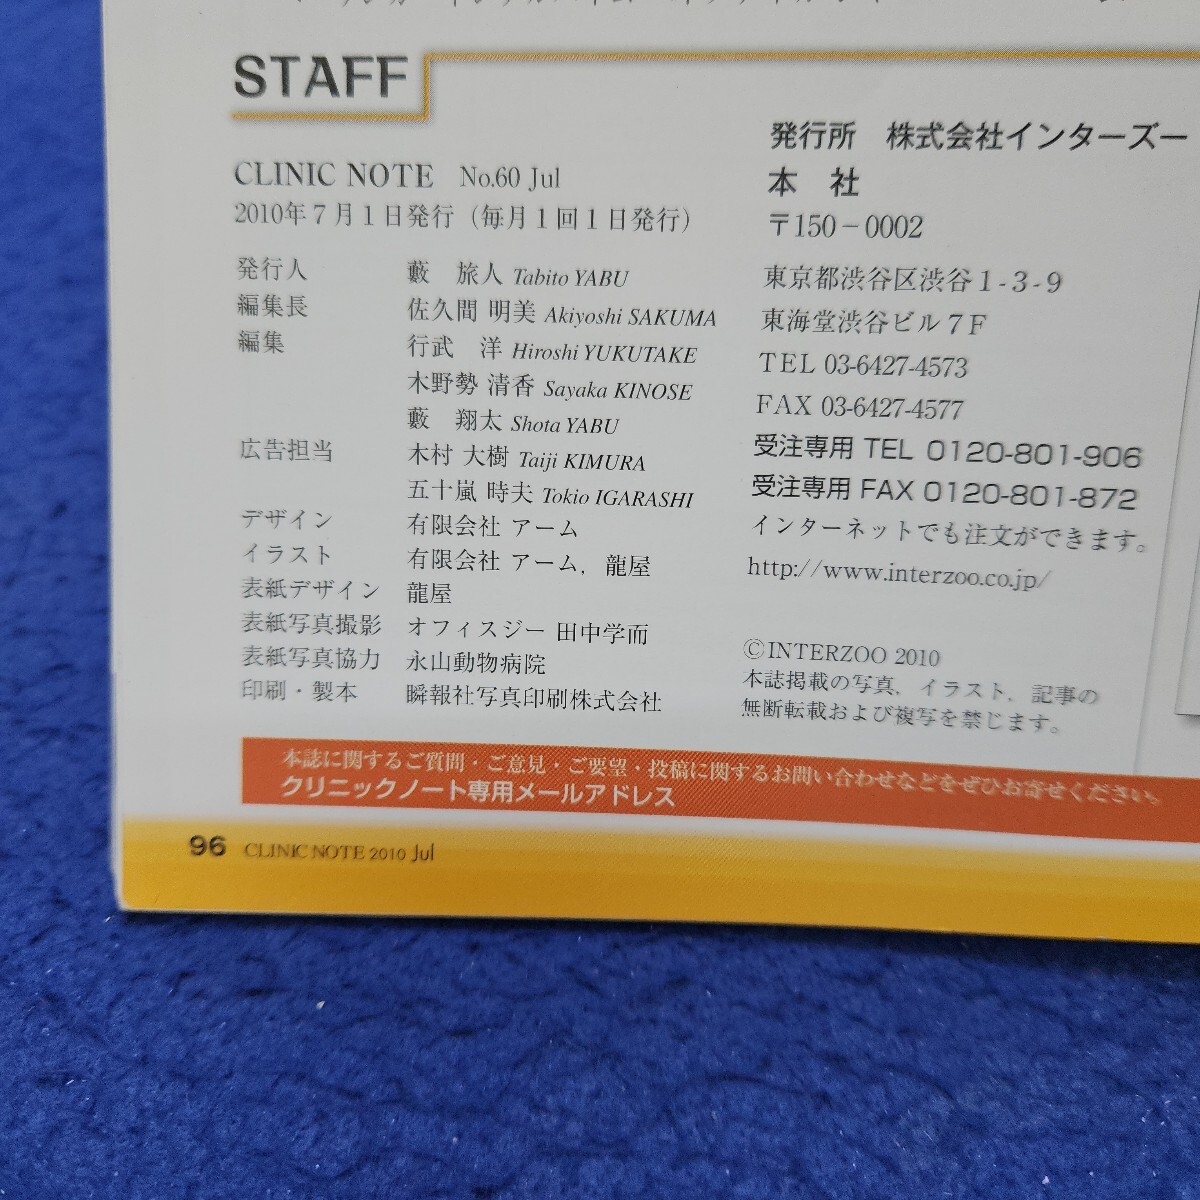 STAFF
CLINIC NOTE No.60 Jul
2010年7月1日発行（毎月1回1日発行）
発行人 藪 旅人 Tabito YABU
編集長 佐久間 明美 Akiyoshi SAKUMA
編集 行武 洋 Hiroshi YUKUTAKE
木野勢 清香 Sayaka KINOSE
藪 翔太 Shota YABU
広告担当 木村 大樹 Taiji KIMURA
五十嵐 時夫 Tokio IGARASHI
デザイン 有限会社 アーム
イラスト 有限会社 アーム，龍屋
表紙デザイン 龍屋
表紙写真撮影 オフィスジー 田中学而
表紙写真協力 永山動物病院
印刷・製本 瞬報社写真印刷株式会社
発行所 株式会社インターズー
本 社
〒150－0002
東京都渋谷区渋谷1-3-9
東海堂渋谷ビル7F
TEL 03-6427-4573
FAX 03-6427-4577
受注専用 TEL 0120-801-906
受注専用 FAX 0120-801-872
インターネットでも注文ができます。
http://www.interzoo.co.jp/
©INTERZOO 2010
本誌掲載の写真，イラスト，記事の
無断転載および複写を禁じます。
本誌に関するご質問・ご意見・ご要望・投稿に関するお問い合わせなどをぜひお寄せください。
クリニックノート専用メールアドレス
96 CLINIC NOTE 2010 Jul